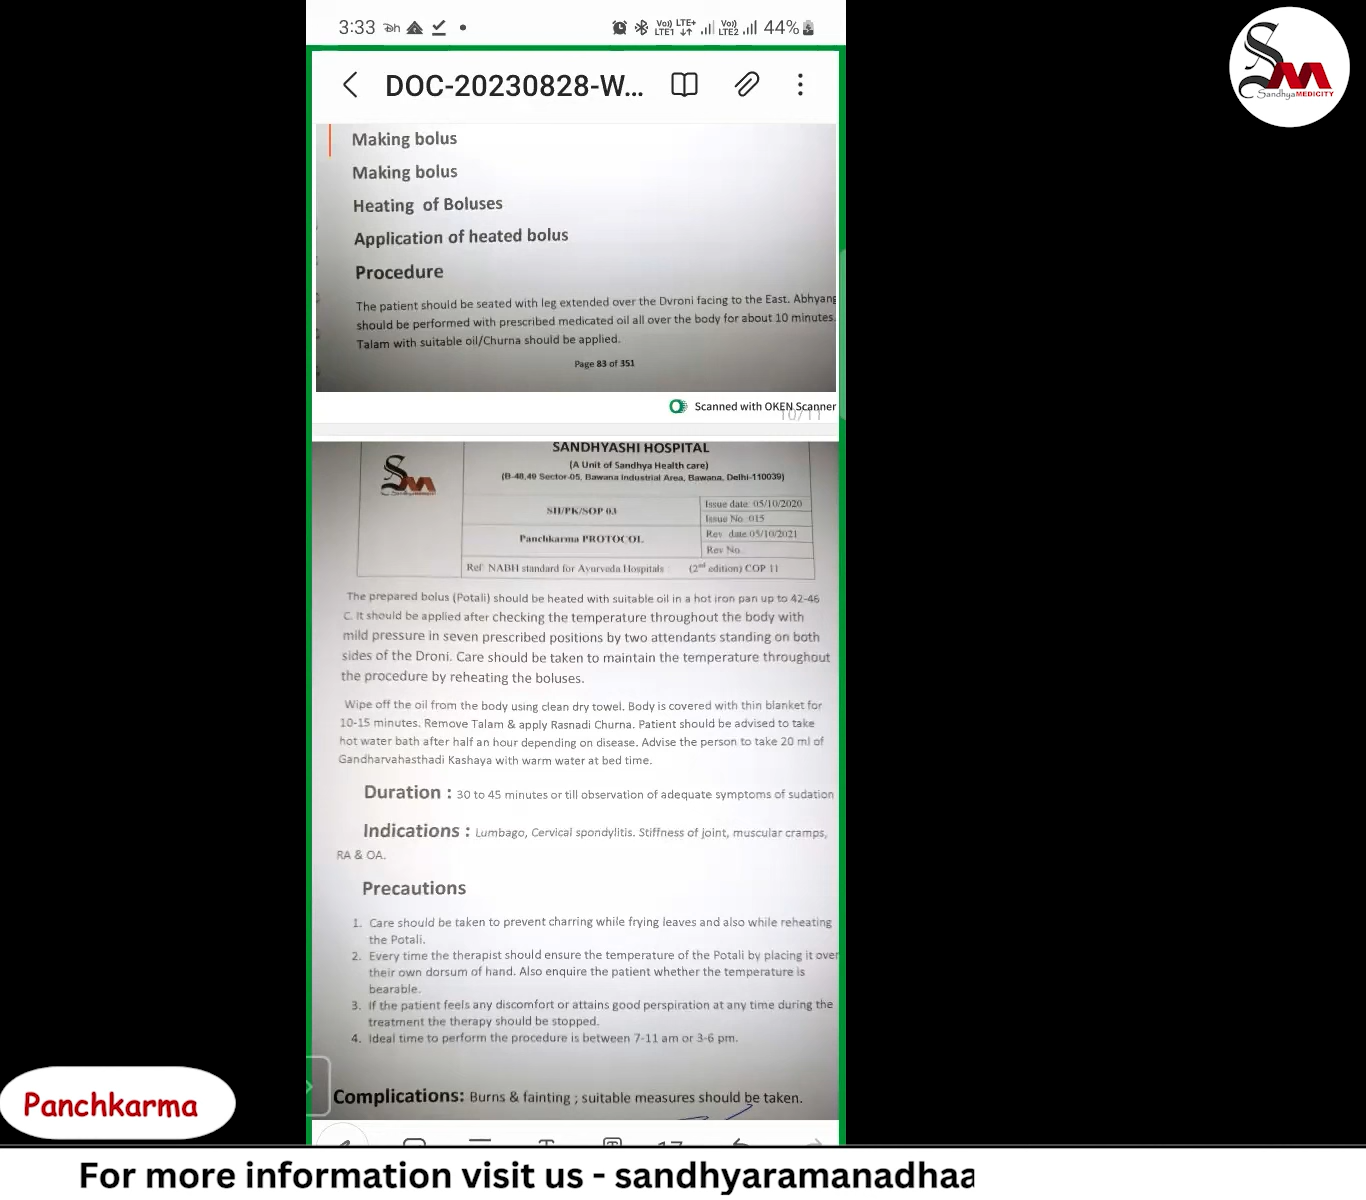 3:33
Vo)) LTE+
LTE1
Vo))
LTE2
44%
DOC-20230828-W...
SM
Sandhya MEDICITY
Making bolus
Making bolus
Heating of Boluses
Application of heated bolus
Procedure
The patient should be seated with leg extended over the Dvroni facing to the East. Abhyang
should be performed with prescribed medicated oil all over the body for about 10 minutes.
Talam with suitable oil/Churna should be applied.
Page 83 of 351
Scanned with OKEN Scanner
10/11
SANDHYASHI HOSPITAL
(A Unit of Sandhya Health care)
(B-48,49 Sector-05, Bawana Industrial Area, Bawana, Delhi-110039)
SH/PK/SOP 03
Issue date: 05/10/2020
Issue No: 015
Panchkarma PROTOCOL
Rev. date:05/10/2021
Rev No.
Ref: NABH standard for Ayurveda Hospitals (2nd edition) COP 11
The prepared bolus (Potali) should be heated with suitable oil in a hot iron pan up to 42-46
C. It should be applied after checking the temperature throughout the body with
mild pressure in seven prescribed positions by two attendants standing on both
sides of the Droni. Care should be taken to maintain the temperature throughout
the procedure by reheating the boluses.
Wipe off the oil from the body using clean dry towel. Body is covered with thin blanket for
10-15 minutes. Remove Talam & apply Rasnadi Churna. Patient should be advised to take
hot water bath after half an hour depending on disease. Advise the person to take 20 ml of
Gandharvahasthadi Kashaya with warm water at bed time.
Duration : 30 to 45 minutes or till observation of adequate symptoms of sudation
Indications : Lumbago, Cervical spondylitis. Stiffness of joint, muscular cramps,
RA & OA.
Precautions
1. Care should be taken to prevent charring while frying leaves and also while reheating
the Potali.
2. Every time the therapist should ensure the temperature of the Potali by placing it over
their own dorsum of hand. Also enquire the patient whether the temperature is
bearable.
3. If the patient feels any discomfort or attains good perspiration at any time during the
treatment the therapy should be stopped.
4. Ideal time to perform the procedure is between 7-11 am or 3-6 pm.
Complications: Burns & fainting ; suitable measures should be taken.
Panchkarma
For more information visit us - sandhyaramanadhaa